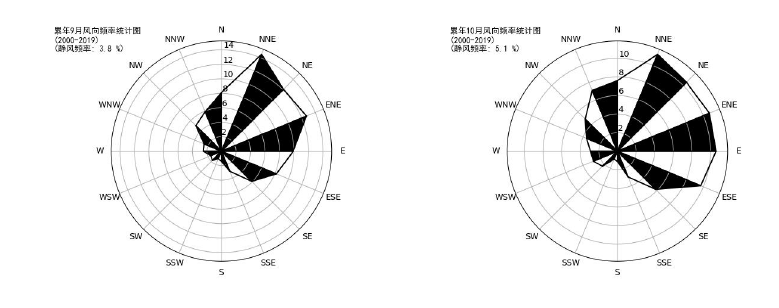 累年9月风向频率统计图
(2000-2019)
(静风频率: 3.8 %)
N
NNE
NE
ENE
E
ESE
SE
SSE
S
SSW
SW
WSW
W
WNW
NW
NNW
14
12
10
8
6
4
2
累年10月风向频率统计图
(2000-2019)
(静风频率: 5.1 %)
N
NNE
NE
ENE
E
ESE
SE
SSE
S
SSW
SW
WSW
W
WNW
NW
NNW
10
8
6
4
2